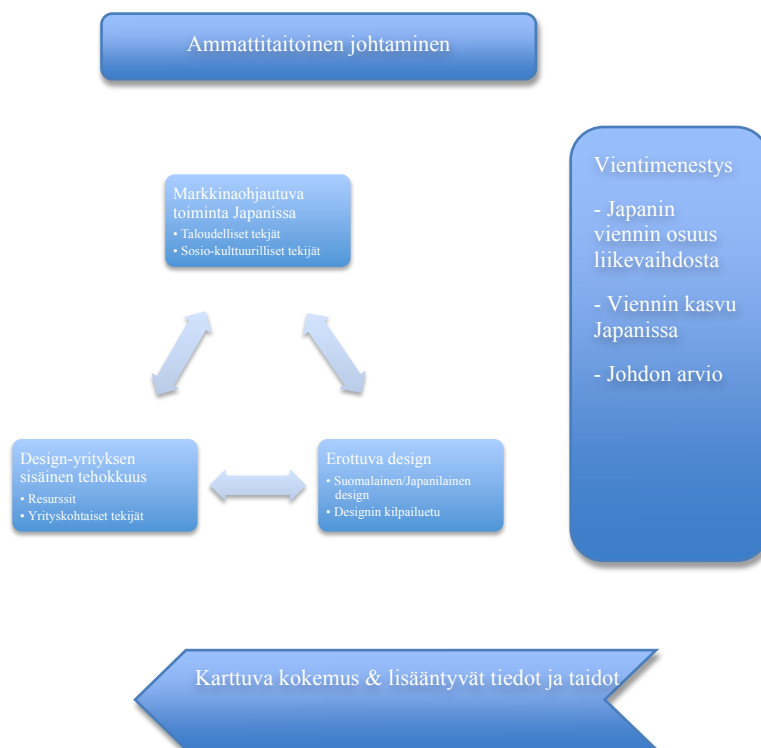 Ammattitaitoinen johtaminen
Markkinaohjautuva
toiminta Japanissa
• Taloudelliset tekjät
• Sosio-kulttuurilliset tekijät
Design-yrityksen
sisäinen tehokkuus
• Resurssit
• Yrityskohtaiset tekijät
Erottuva design
• Suomalainen/Japanilainen
design
• Designin kilpailuetu
Vientimenestys
- Japanin
viennin osuus
liikevaihdosta
- Viennin kasvu
Japanissa
- Johdon arvio
Karttuva kokemus & lisääntyvät tiedot ja taidot